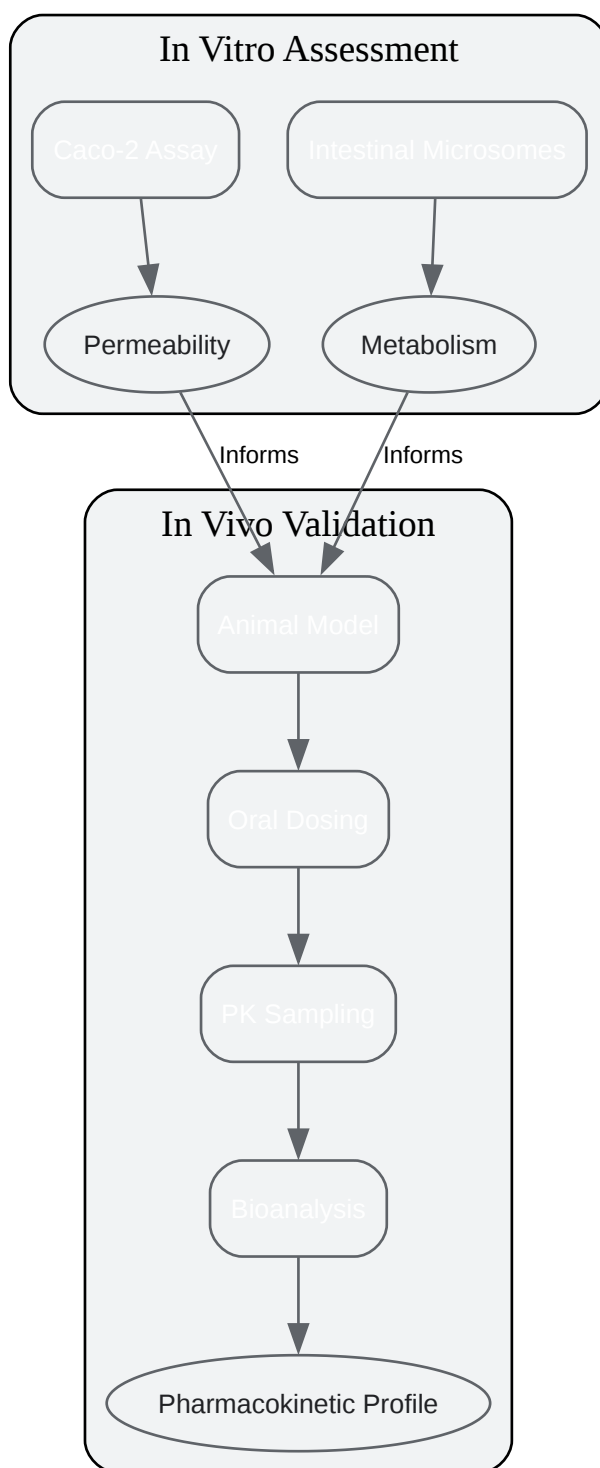 In Vitro Assessment
Caco-2 Assay
Intestinal Microsomes
Permeability
Metabolism
Informs
Informs
In Vivo Validation
Animal Model
Oral Dosing
PK Sampling
Bioanalysis
Pharmacokinetic Profile